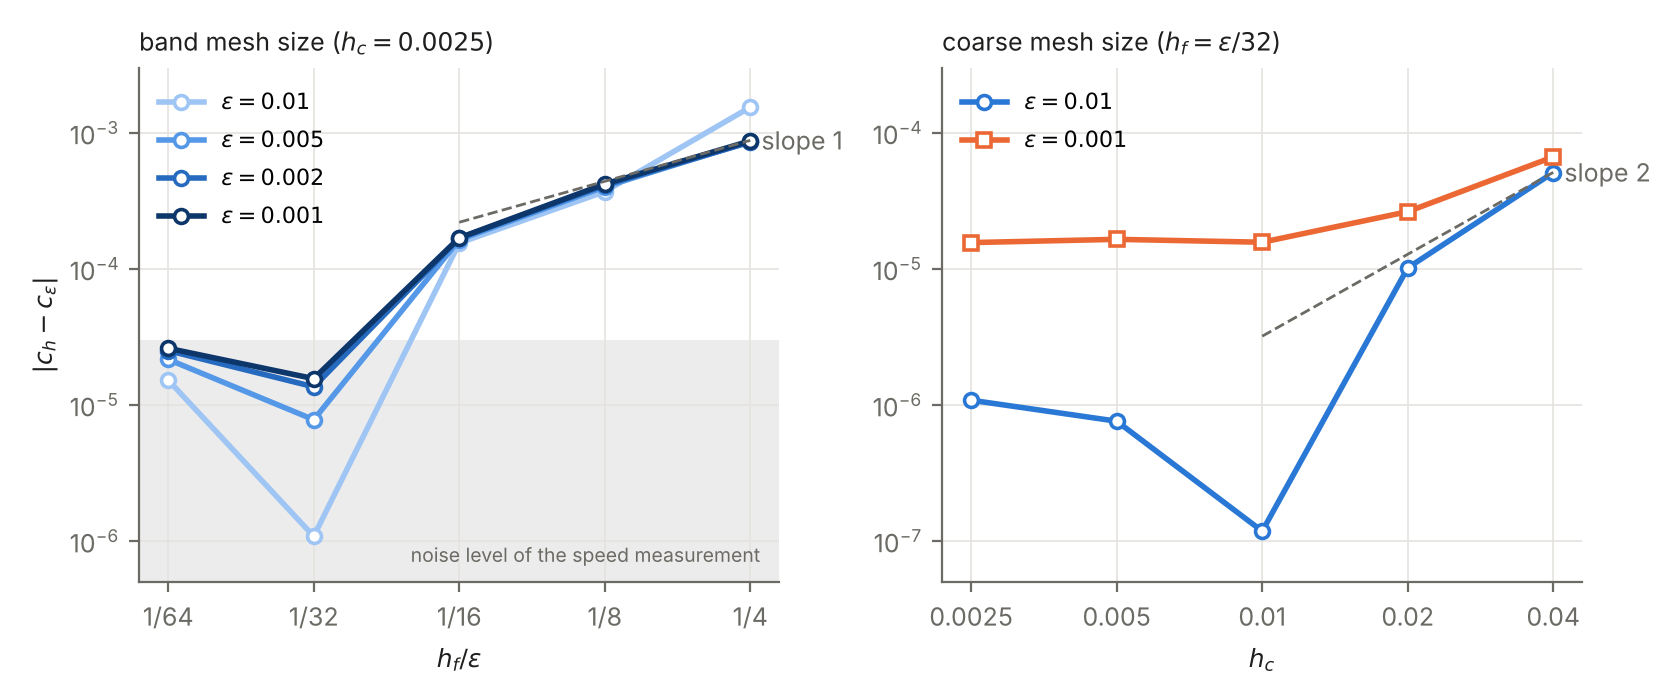 band mesh size (h_c = 0.0025)
ε = 0.01
ε = 0.005
ε = 0.002
ε = 0.001
slope 1
noise level of the speed measurement
10⁻³
10⁻⁴
10⁻⁵
10⁻⁶
|c_h − c_ε|
1/64
1/32
1/16
1/8
1/4
h_f/ε
coarse mesh size (h_f = ε/32)
ε = 0.01
ε = 0.001
slope 2
10⁻⁴
10⁻⁵
10⁻⁶
10⁻⁷
0.0025
0.005
0.01
0.02
0.04
h_c